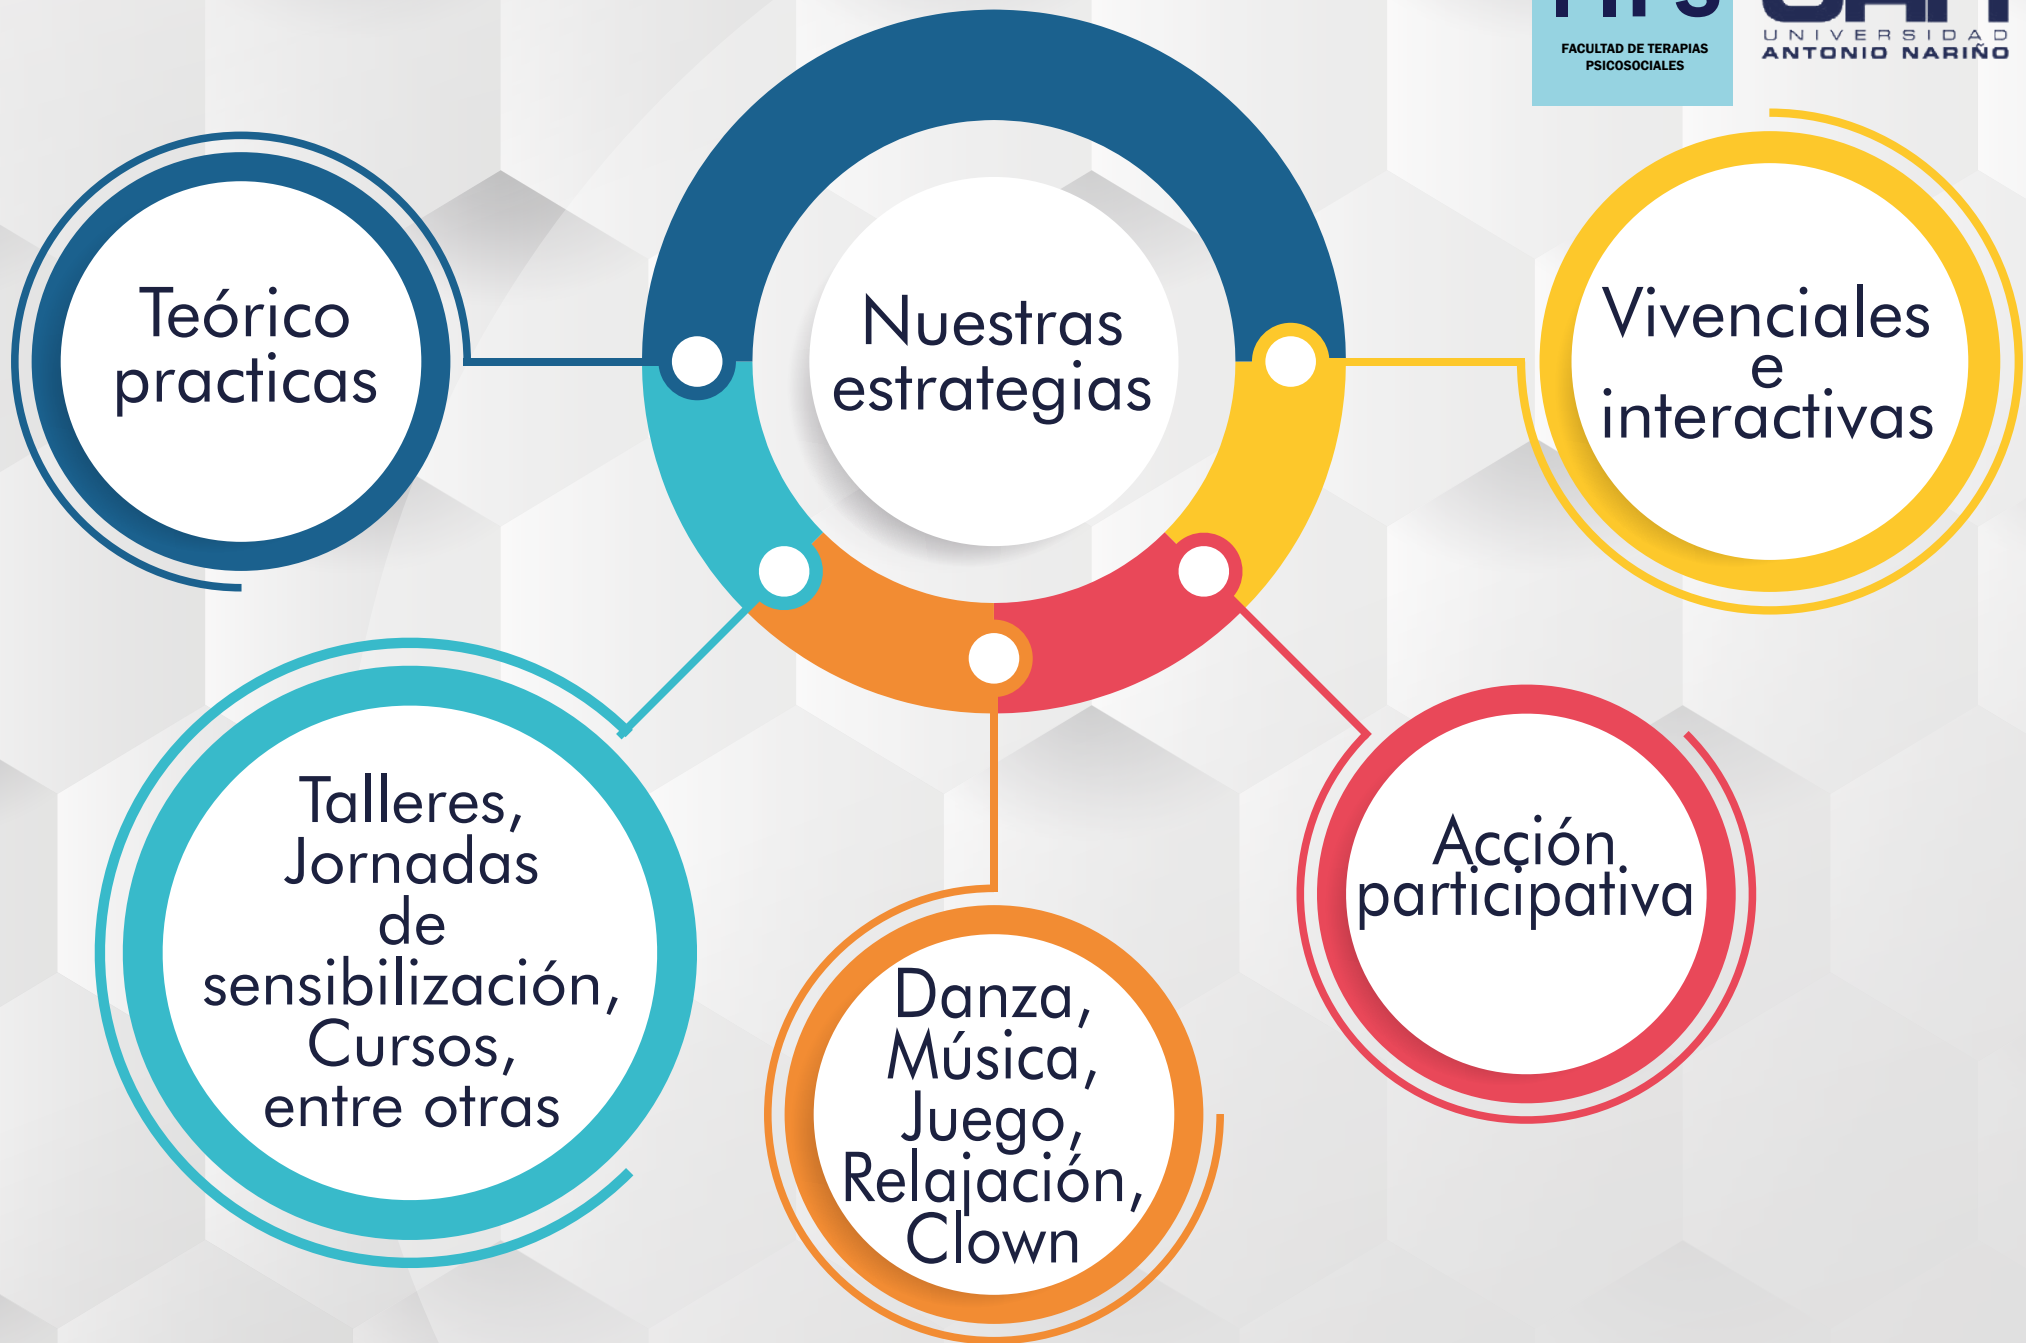 FACULTAD DE TERAPIAS
PSICOSOCIALES
UNIVERSIDAD
ANTONIO NARIÑO
Teórico
practicas
Nuestras
estrategias
Vivenciales
e
interactivas
Talleres,
Jornadas
de
sensibilización,
Cursos,
entre otras
Danza,
Música,
Juego,
Relajación,
Clown
Acción
participativa